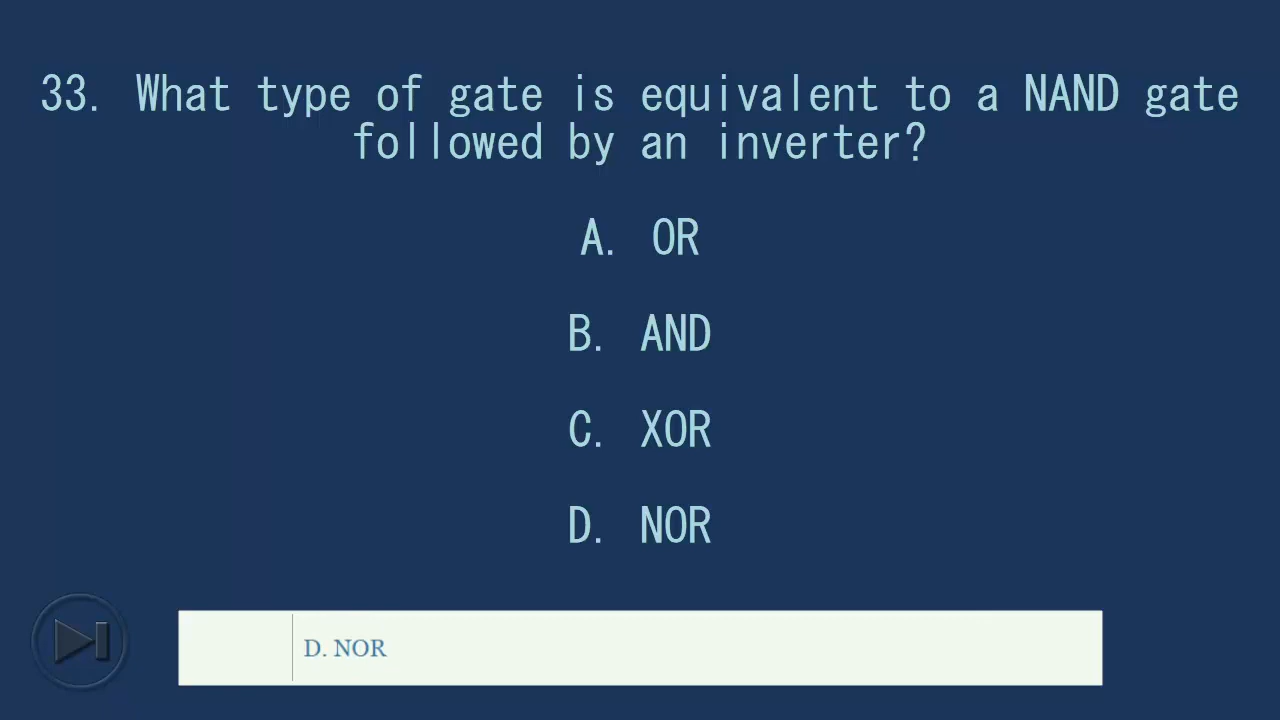 33. What type of gate is equivalent to a NAND gate
followed by an inverter?
A. OR
B. AND
C. XOR
D. NOR
D. NOR